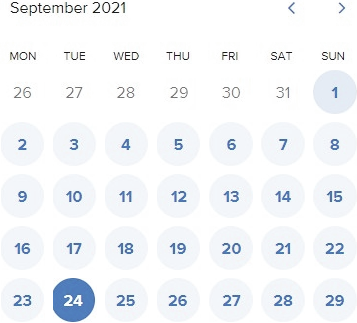 September 2021
MON TUE WED THU FRI SAT SUN
26 27 28 29 30 31 1
2 3 4 5 6 7 8
9 10 11 12 13 14 15
16 17 18 19 20 21 22
23 24 25 26 27 28 29